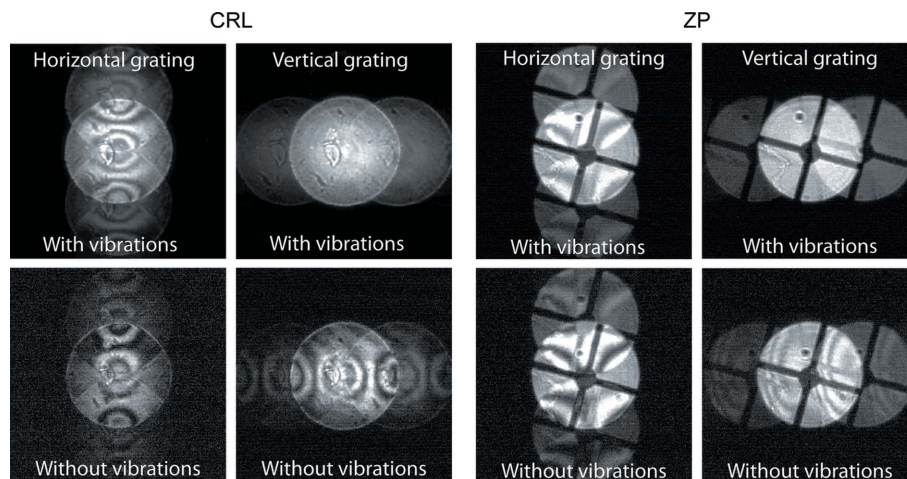 CRL
ZP
Horizontal grating
Vertical grating
Horizontal grating
Vertical grating
With vibrations
With vibrations
With vibrations
With vibrations
Without vibrations
Without vibrations
Without vibrations
Without vibrations